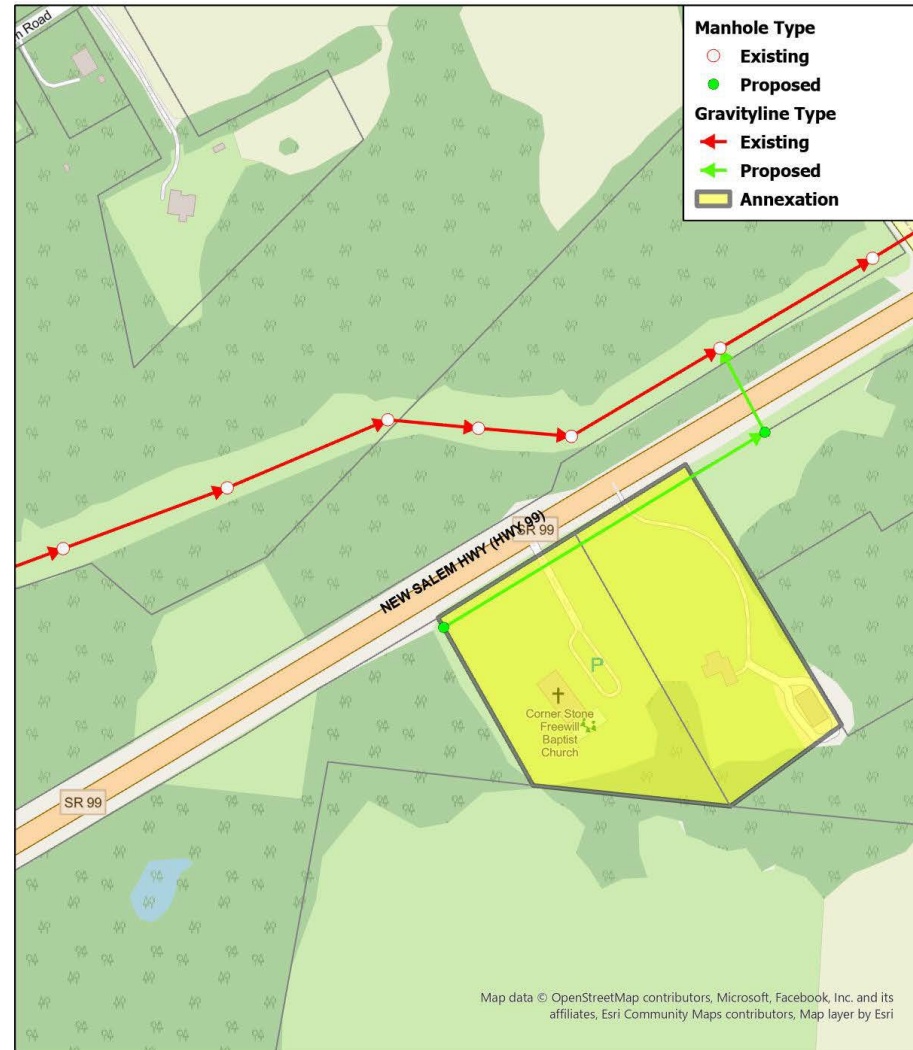 n Road
Manhole Type
Existing
Proposed
Gravityline Type
Existing
Proposed
Annexation
SR 99
NEW SALEM HWY (HWY 99)
P
Corner Stone
Freewill
Baptist
Church
SR 99
Map data © OpenStreetMap contributors, Microsoft, Facebook, Inc. and its
affiliates, Esri Community Maps contributors, Map layer by Esri